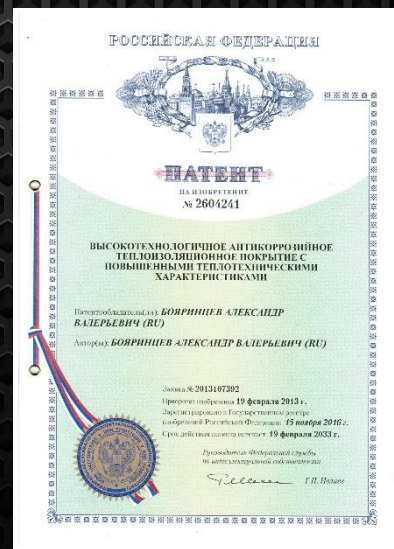 РОССИЙСКАЯ ФЕДЕРАЦИЯ
ПАТЕНТ
НА ИЗОБРЕТЕНИЕ
№ 2604241
ВЫСОКОТЕХНОЛОГИЧНОЕ АНТИКОРРОЗИЙНОЕ
ТЕПЛОИЗОЛЯЦИОННОЕ ПОКРЫТИЕ С
ПОВЫШЕННЫМИ ТЕПЛОТЕХНИЧЕСКИМИ
ХАРАКТЕРИСТИКАМИ
Патентообладатель(ли): БОЯРИНЦЕВ АЛЕКСАНДР
ВАЛЕРЬЕВИЧ (RU)
Автор(ы): БОЯРИНЦЕВ АЛЕКСАНДР ВАЛЕРЬЕВИЧ (RU)
Заявка № 2013107392
Приоритет изобретения 19 февраля 2013 г.
Зарегистрировано в Государственном реестре
изобретений Российской Федерации 15 ноября 2016 г.
Срок действия патента истекает 19 февраля 2033 г.
Руководитель Федеральной службы
по интеллектуальной собственности
Г.П. Ивлиев